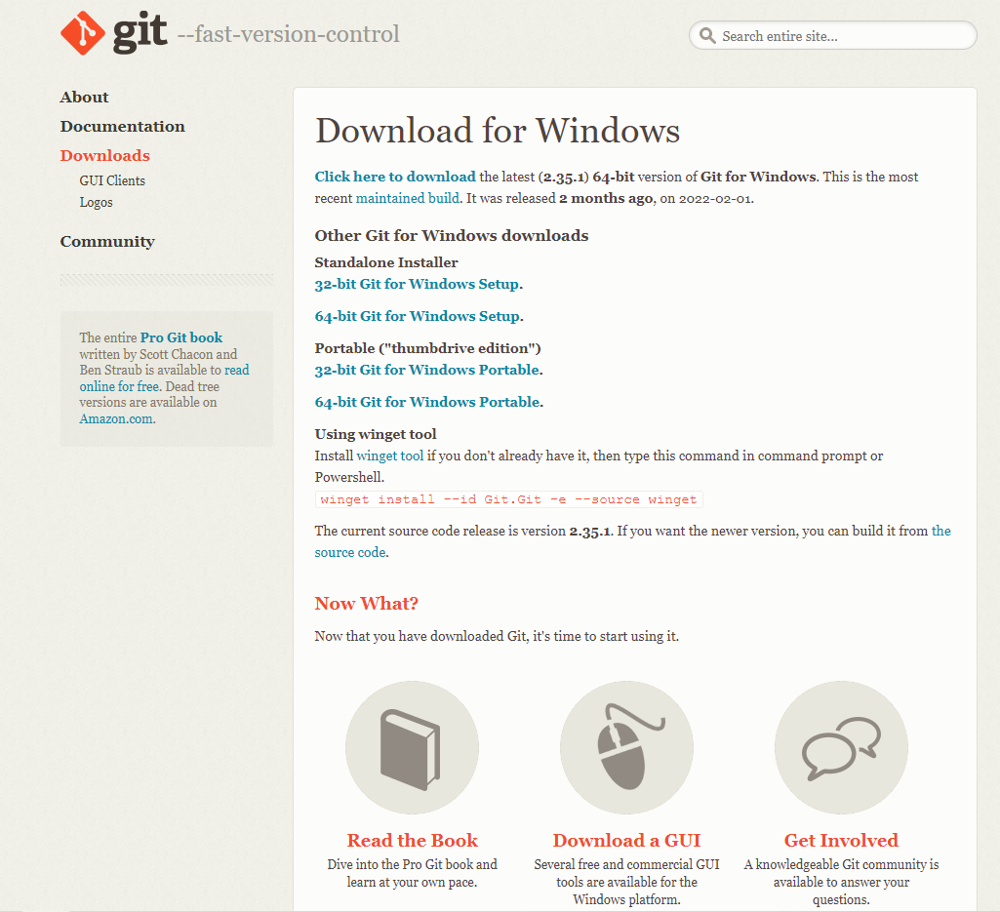 git --fast-version-control
Search entire site...
About
Documentation
Downloads
GUI Clients
Logos
Community
The entire Pro Git book
written by Scott Chacon and
Ben Straub is available to read
online for free. Dead tree
versions are available on
Amazon.com.
Download for Windows
Click here to download the latest (2.35.1) 64-bit version of Git for Windows. This is the most
recent maintained build. It was released 2 months ago, on 2022-02-01.
Other Git for Windows downloads
Standalone Installer
32-bit Git for Windows Setup.
64-bit Git for Windows Setup.
Portable ("thumbdrive edition")
32-bit Git for Windows Portable.
64-bit Git for Windows Portable.
Using winget tool
Install winget tool if you don't already have it, then type this command in command prompt or
Powershell.
winget install --id Git.Git -e --source winget
The current source code release is version 2.35.1. If you want the newer version, you can build it from the
source code.
Now What?
Now that you have downloaded Git, it's time to start using it.
Read the Book
Dive into the Pro Git book and
learn at your own pace.
Download a GUI
Several free and commercial GUI
tools are available for the
Windows platform.
Get Involved
A knowledgeable Git community is
available to answer your
questions.